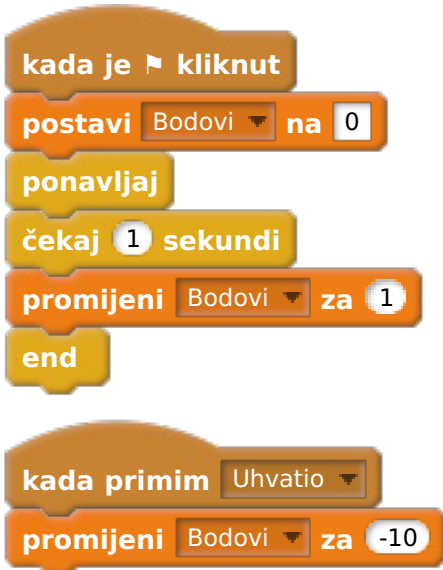 kada je ⚑ kliknut
postavi Bodovi na 0
ponavljaj
čekaj 1 sekundi
promijeni Bodovi za 1
end
kada primim Uhvatio
promijeni Bodovi za -10